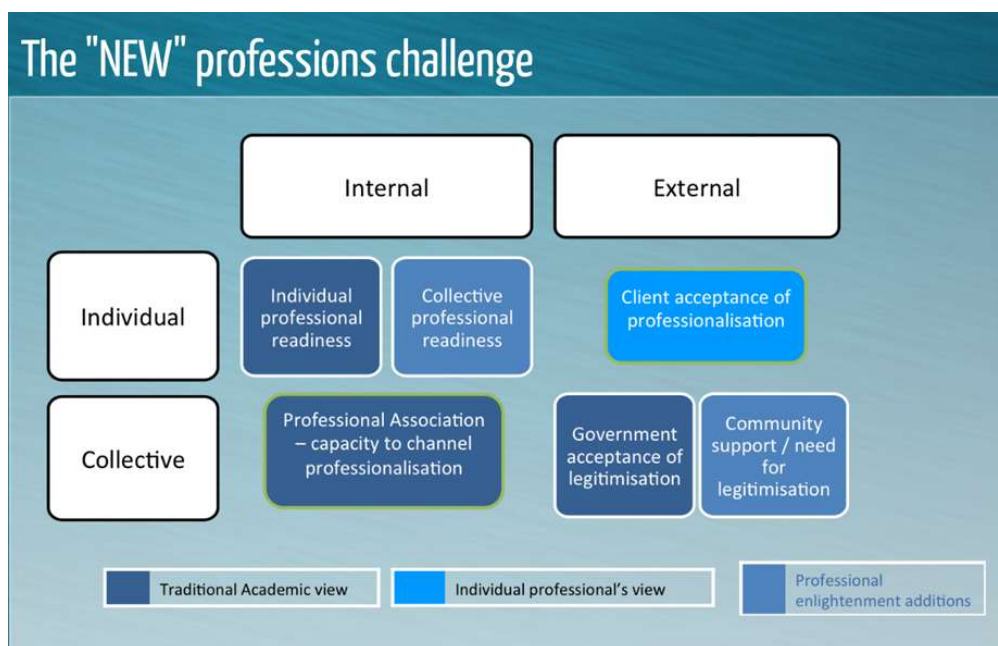 The "NEW" professions challenge
Internal
External
Individual
Individual
professional
readiness
Collective
professional
readiness
Client acceptance of
professionalisation
Collective
Professional Association
– capacity to channel
professionalisation
Government
acceptance of
legitimisation
Community
support / need
for
legitimisation
Traditional Academic view
Individual professional's view
Professional
enlightenment additions